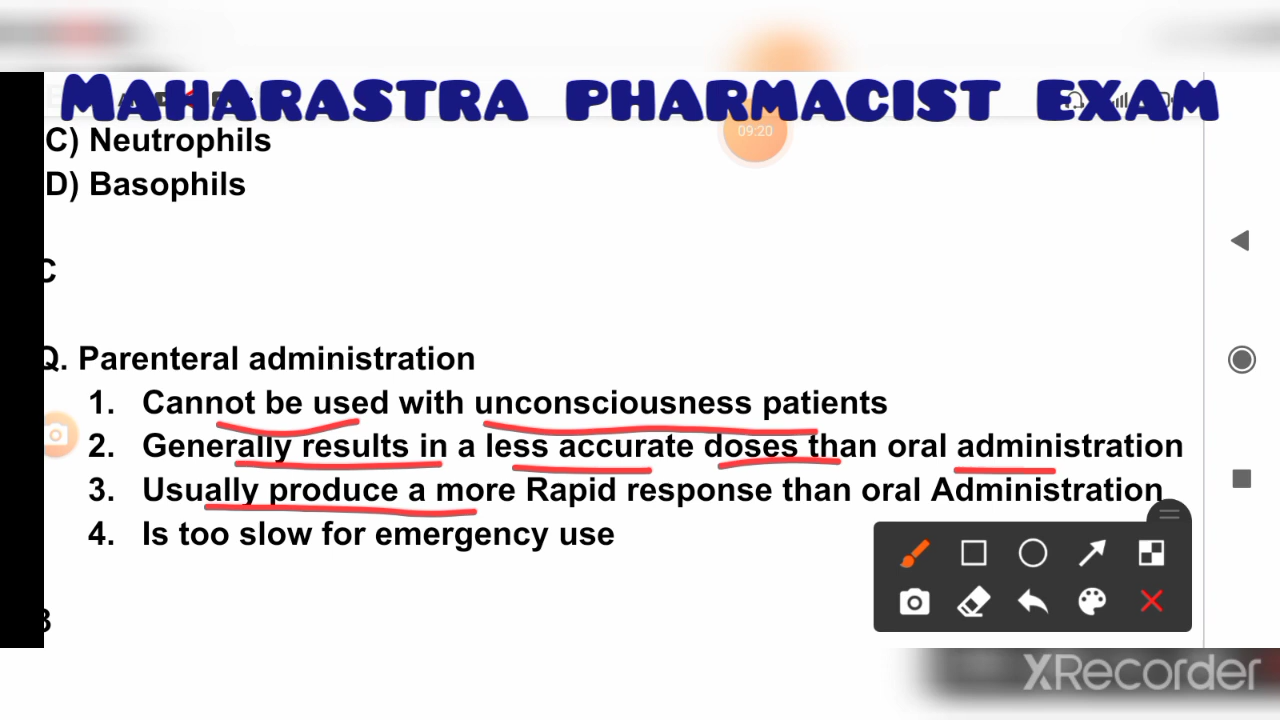 MAHARASTRA PHARMACIST EXAM
C) Neutrophils
09:20
D) Basophils
C
Q. Parenteral administration
1. Cannot be used with unconsciousness patients
2. Generally results in a less accurate doses than oral administration
3. Usually produce a more Rapid response than oral Administration
4. Is too slow for emergency use
XRecorder